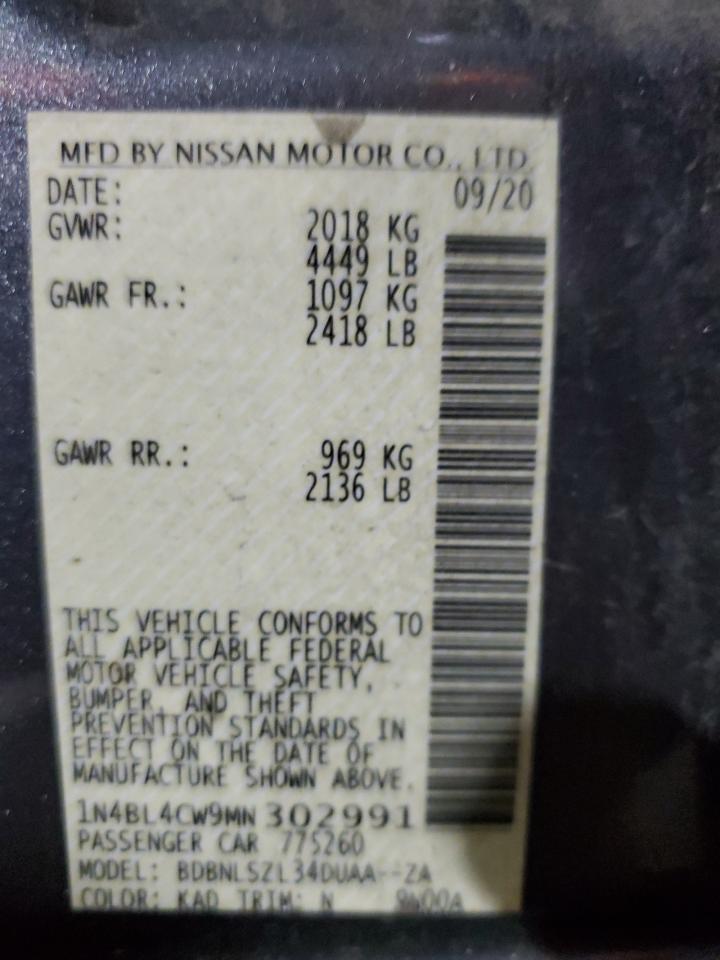 MFD BY NISSAN MOTOR CO., LTD.
DATE: 09/20
GVWR: 2018 KG
4449 LB
GAWR FR.: 1097 KG
2418 LB
GAWR RR.: 969 KG
2136 LB
THIS VEHICLE CONFORMS TO
ALL APPLICABLE FEDERAL
MOTOR VEHICLE SAFETY,
BUMPER, AND THEFT
PREVENTION STANDARDS IN
EFFECT ON THE DATE OF
MANUFACTURE SHOWN ABOVE.
1N4BL4CW9MN 302991
PASSENGER CAR 775260
MODEL: BDBNLSZL34DUAA--ZA
COLOR: KAD TRIM: N